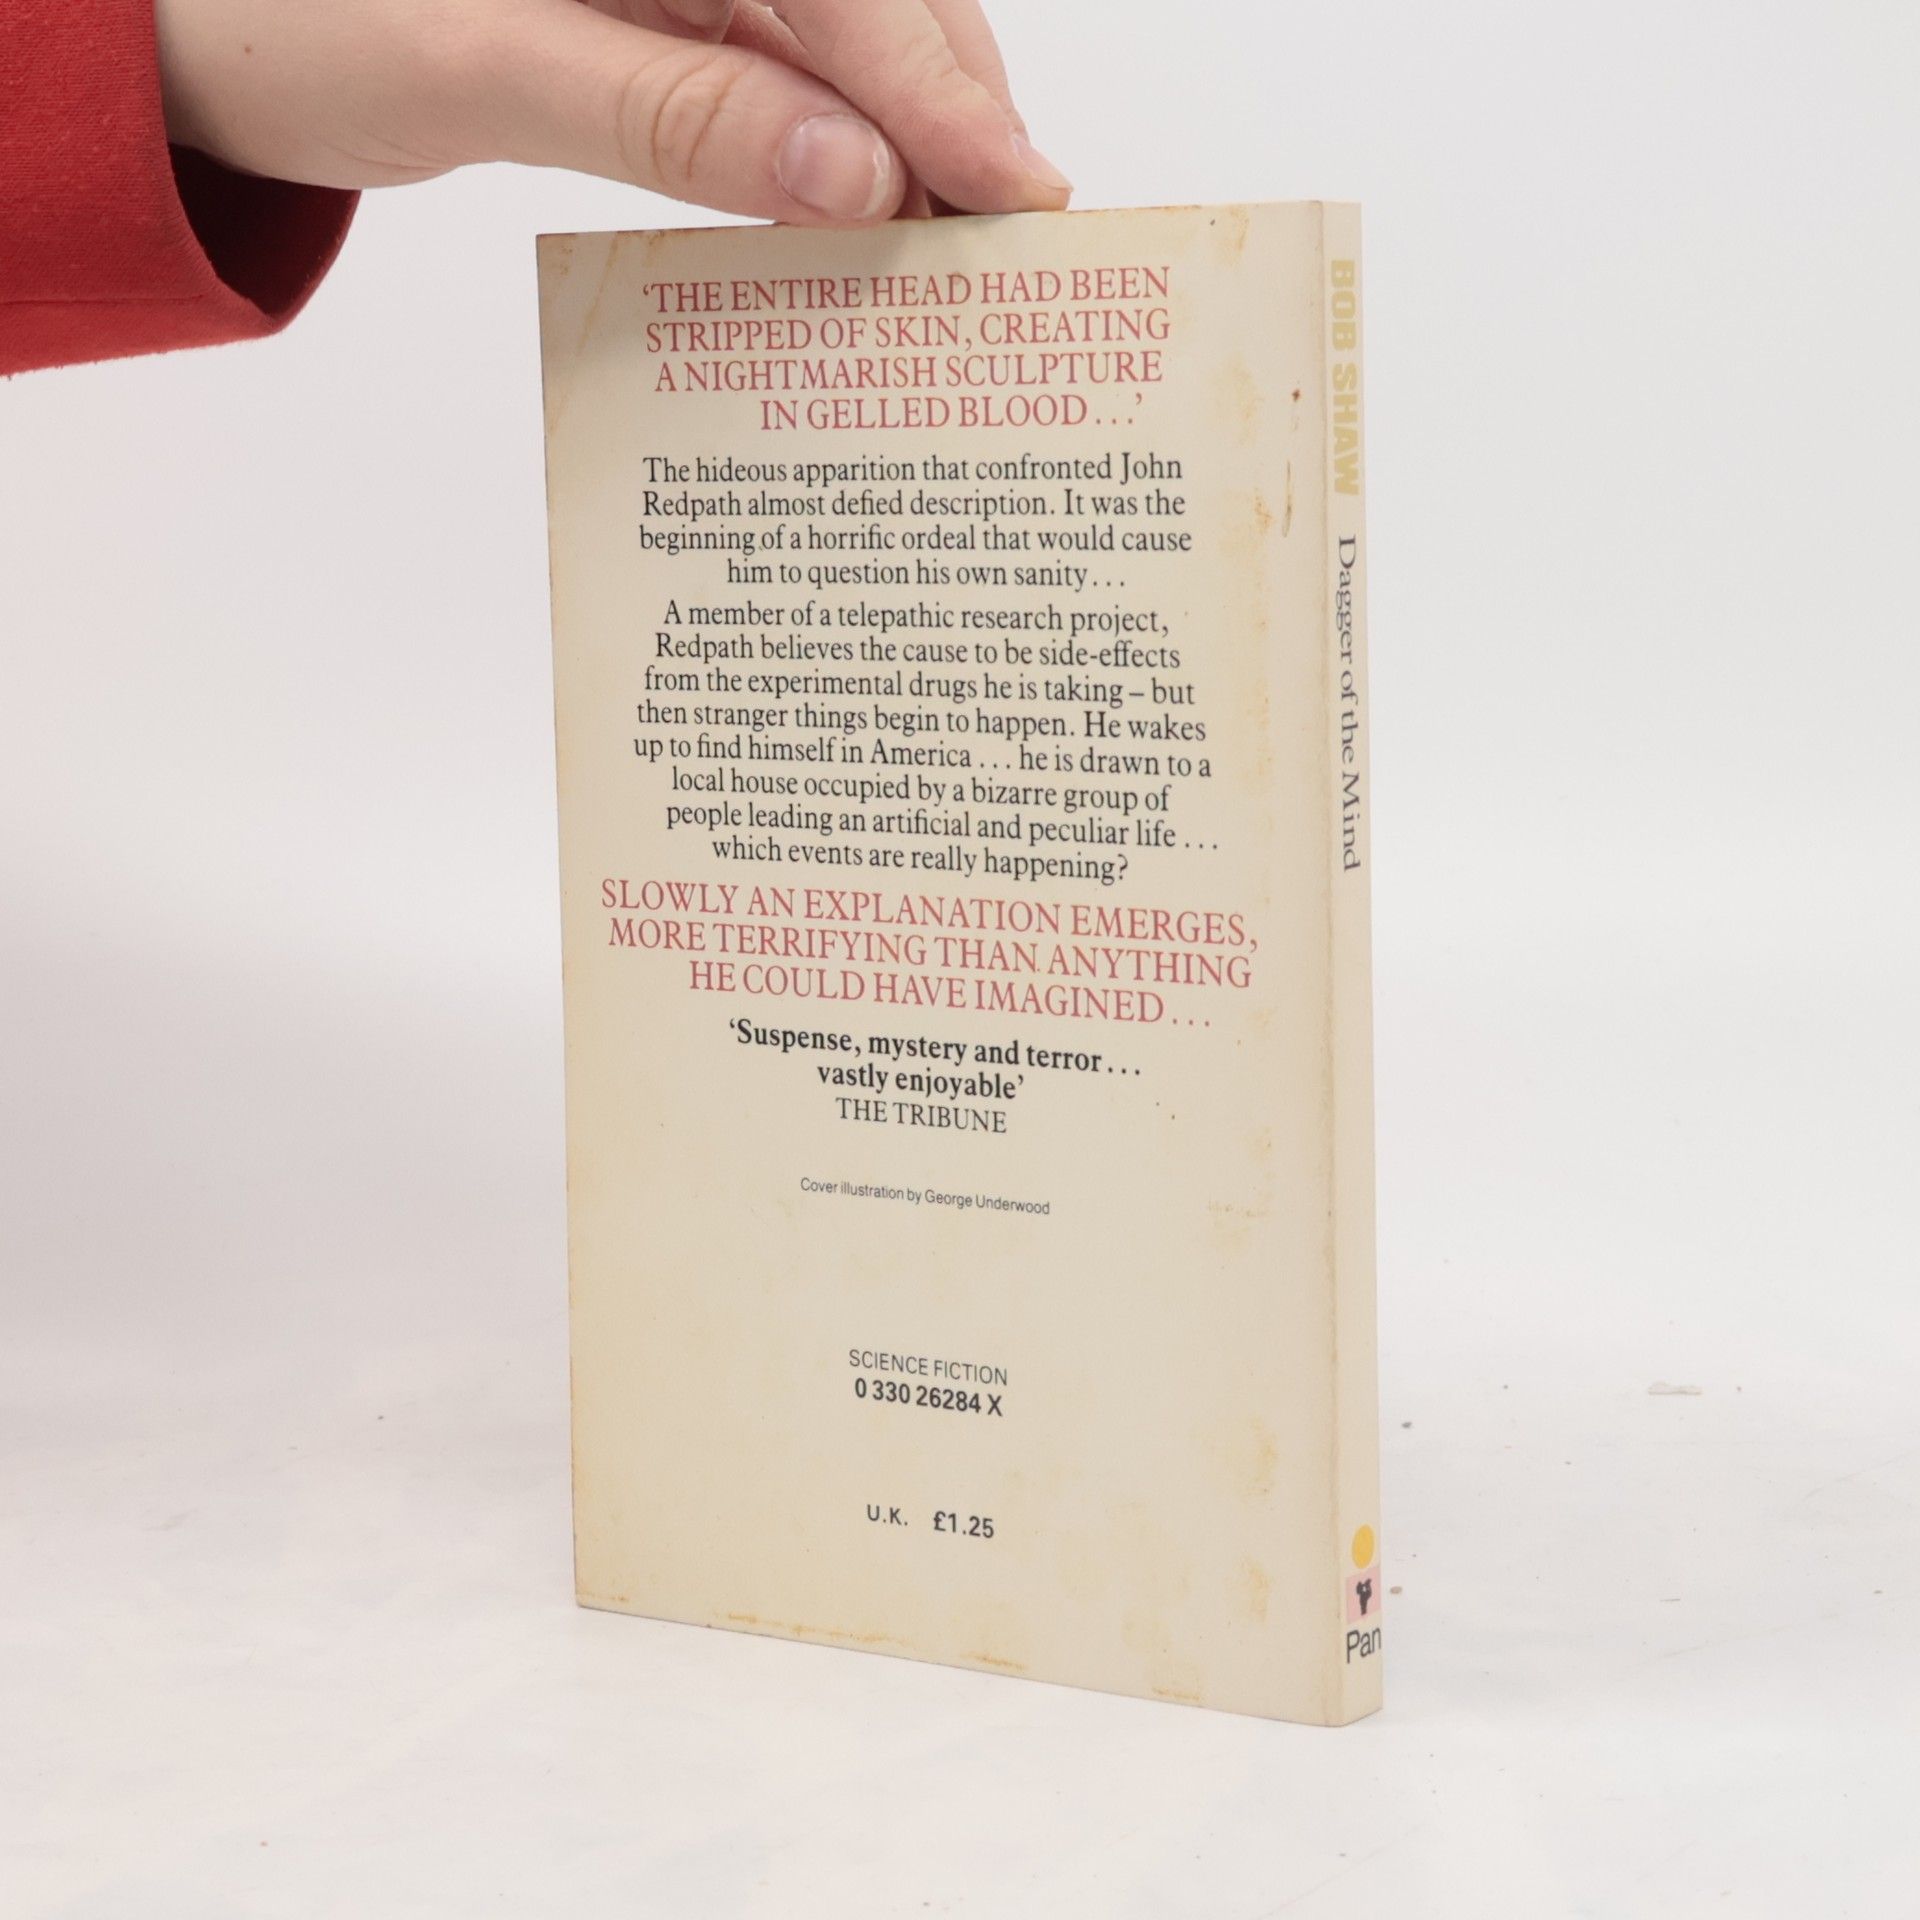 ‘THE ENTIRE HEAD HAD BEEN
STRIPPED OF SKIN, CREATING
A NIGHTMARISH SCULPTURE
IN GELLED BLOOD...’
The hideous apparition that confronted John
Redpath almost defied description. It was the
beginning of a horrific ordeal that would cause
him to question his own sanity...
A member of a telepathic research project,
Redpath believes the cause to be side-effects
from the experimental drugs he is taking – but
then stranger things begin to happen. He wakes
up to find himself in America... he is drawn to a
local house occupied by a bizarre group of
people leading an artificial and peculiar life...
which events are really happening?
SLOWLY AN EXPLANATION EMERGES,
MORE TERRIFYING THAN ANYTHING
HE COULD HAVE IMAGINED...
‘Suspense, mystery and terror...
vastly enjoyable’
THE TRIBUNE
Cover illustration by George Underwood
SCIENCE FICTION
0 330 26284 X
U.K. £1.25
BOB SHAW Dagger of the Mind
Pan